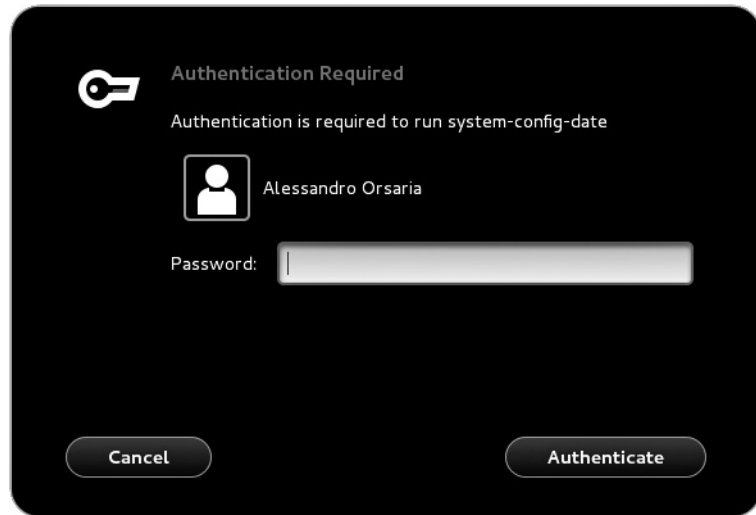 Authentication Required
Authentication is required to run system-config-date
Alessandro Orsaria
Password:
Cancel
Authenticate